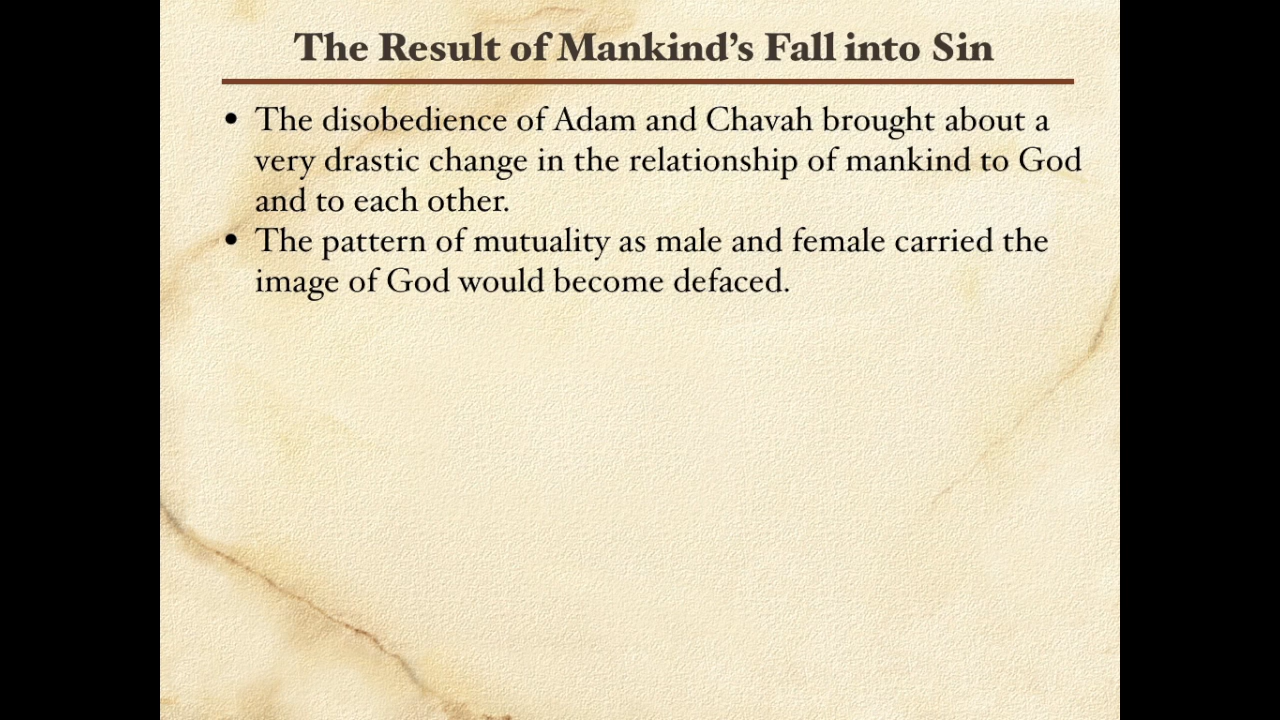 The Result of Mankind’s Fall into Sin
• The disobedience of Adam and Chavah brought about a
very drastic change in the relationship of mankind to God
and to each other.
• The pattern of mutuality as male and female carried the
image of God would become defaced.